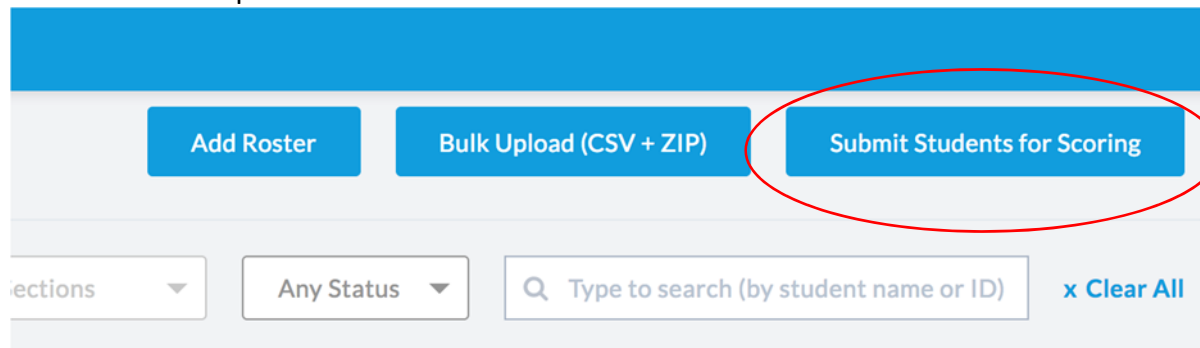 Add Roster
Bulk Upload (CSV + ZIP)
Submit Students for Scoring
Any Status
Type to search (by student name or ID)
x Clear All